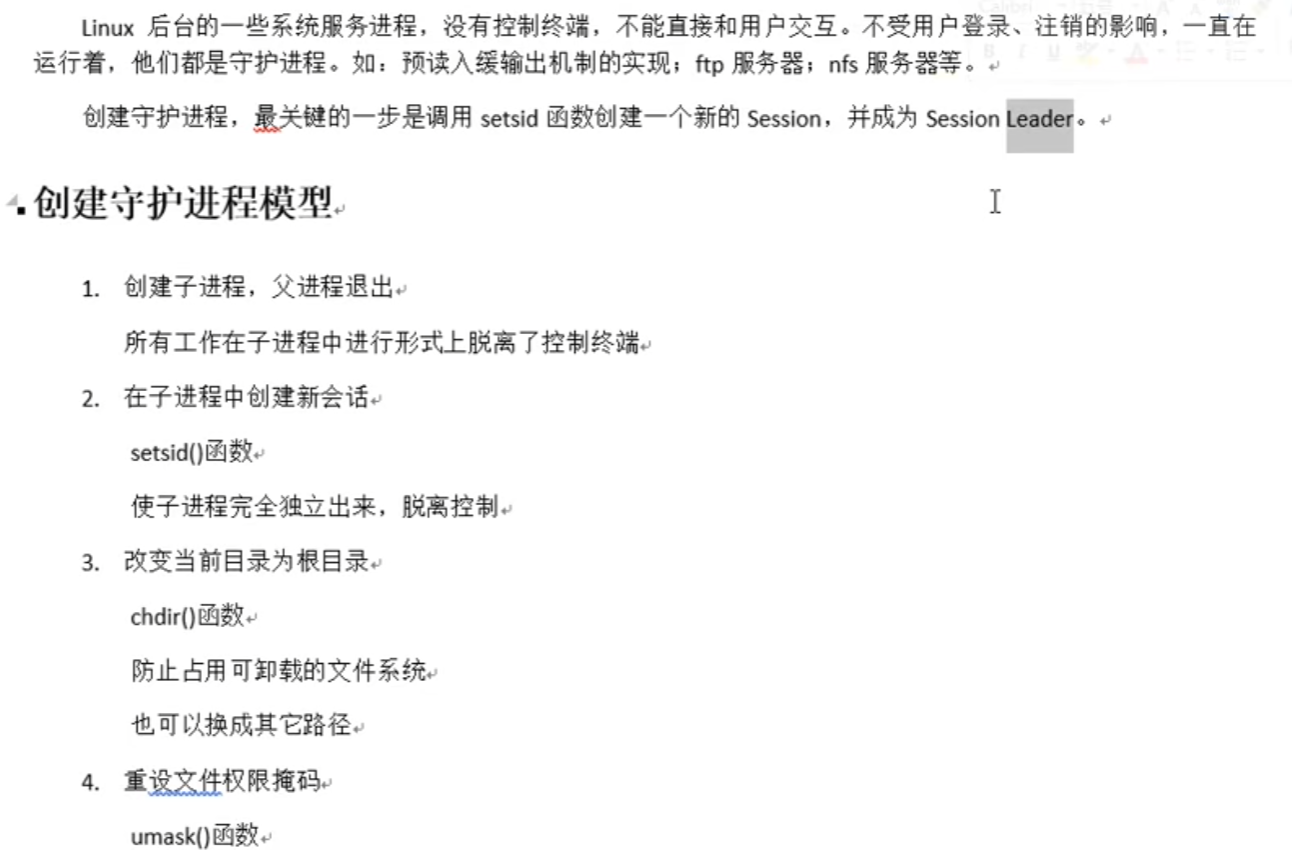 Linux 后台的一些系统服务进程，没有控制终端，不能直接和用户交互。不受用户登录、注销的影响，一直在
运行着，他们都是守护进程。如：预读入缓输出机制的实现；ftp 服务器；nfs 服务器等。
创建守护进程，最关键的一步是调用 setsid 函数创建一个新的 Session，并成为 Session Leader。
创建守护进程模型
1. 创建子进程，父进程退出
所有工作在子进程中进行形式上脱离了控制终端
2. 在子进程中创建新会话
setsid()函数
使子进程完全独立出来，脱离控制
3. 改变当前目录为根目录
chdir()函数
防止占用可卸载的文件系统
也可以换成其它路径
4. 重设文件权限掩码
umask()函数